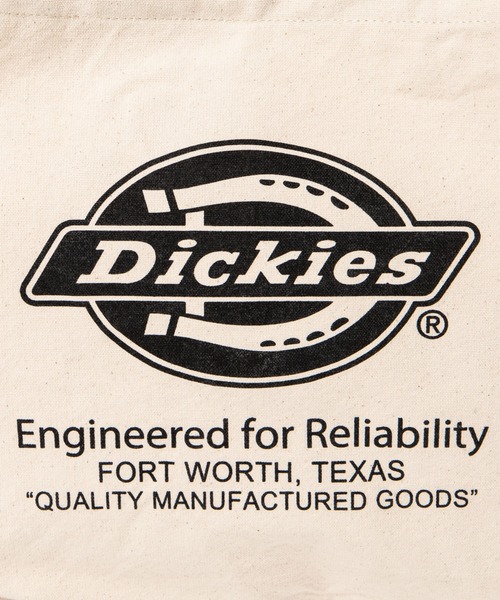 Dickies
®
Engineered for Reliability
FORT WORTH, TEXAS
“QUALITY MANUFACTURED GOODS”